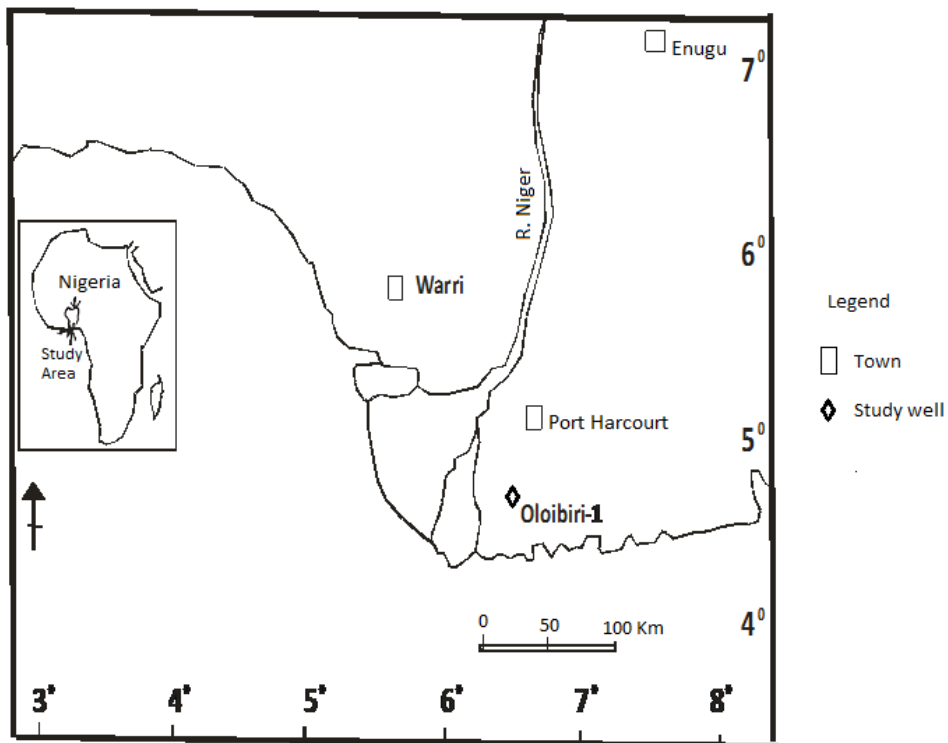 Enugu
7⁰
R. Niger
6⁰
Warri
Nigeria
Study
Area
Legend
Town
Study well
Port Harcourt
5⁰
Oloibiri-1
4⁰
0 50 100 Km
3° 4° 5° 6° 7° 8°